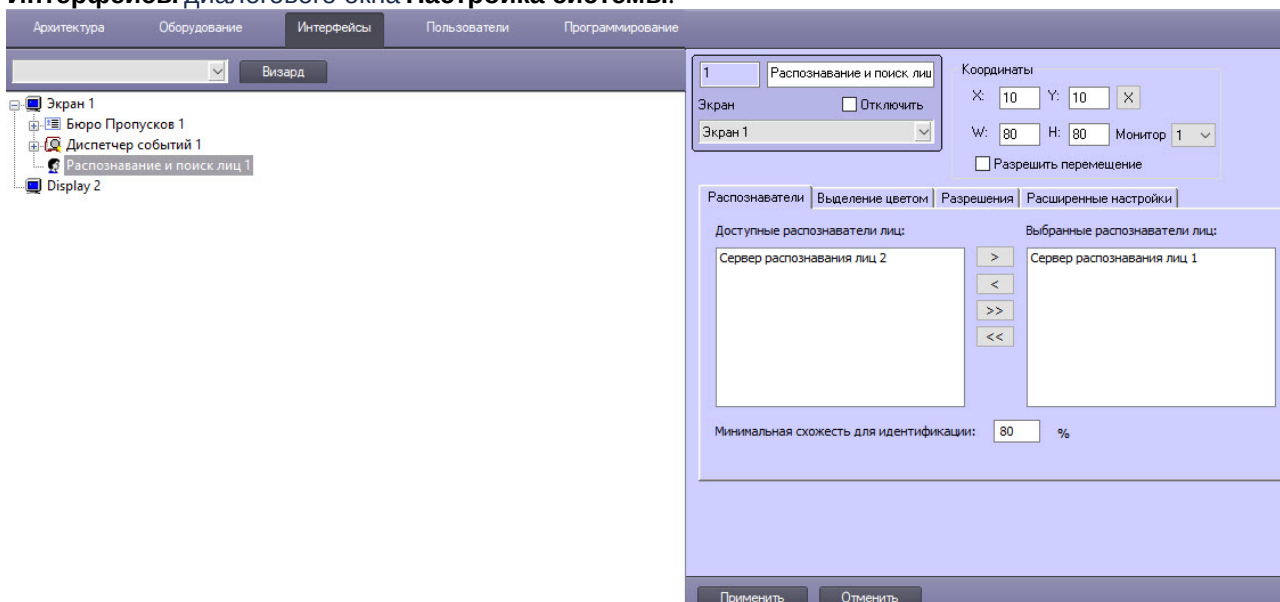 Интерфейсы диалогового окна Настройка системы.
Архитектура Оборудование Интерфейсы Пользователи Программирование
Визард
Экран 1
Бюро Пропусков 1
Диспетчер событий 1
Распознавание и поиск лиц 1
Display 2
1 Распознавание и поиск лиц
Экран Отключить
Экран 1
Координаты
X: 10 Y: 10 X
W: 80 H: 80 Монитор 1
Разрешить перемещение
Распознаватели Выделение цветом Разрешения Расширенные настройки
Доступные распознаватели лиц: Выбранные распознаватели лиц:
Сервер распознавания лиц 2 > Сервер распознавания лиц 1
<
>>
<<
Минимальная схожесть для идентификации: 80 %
Применить Отменить